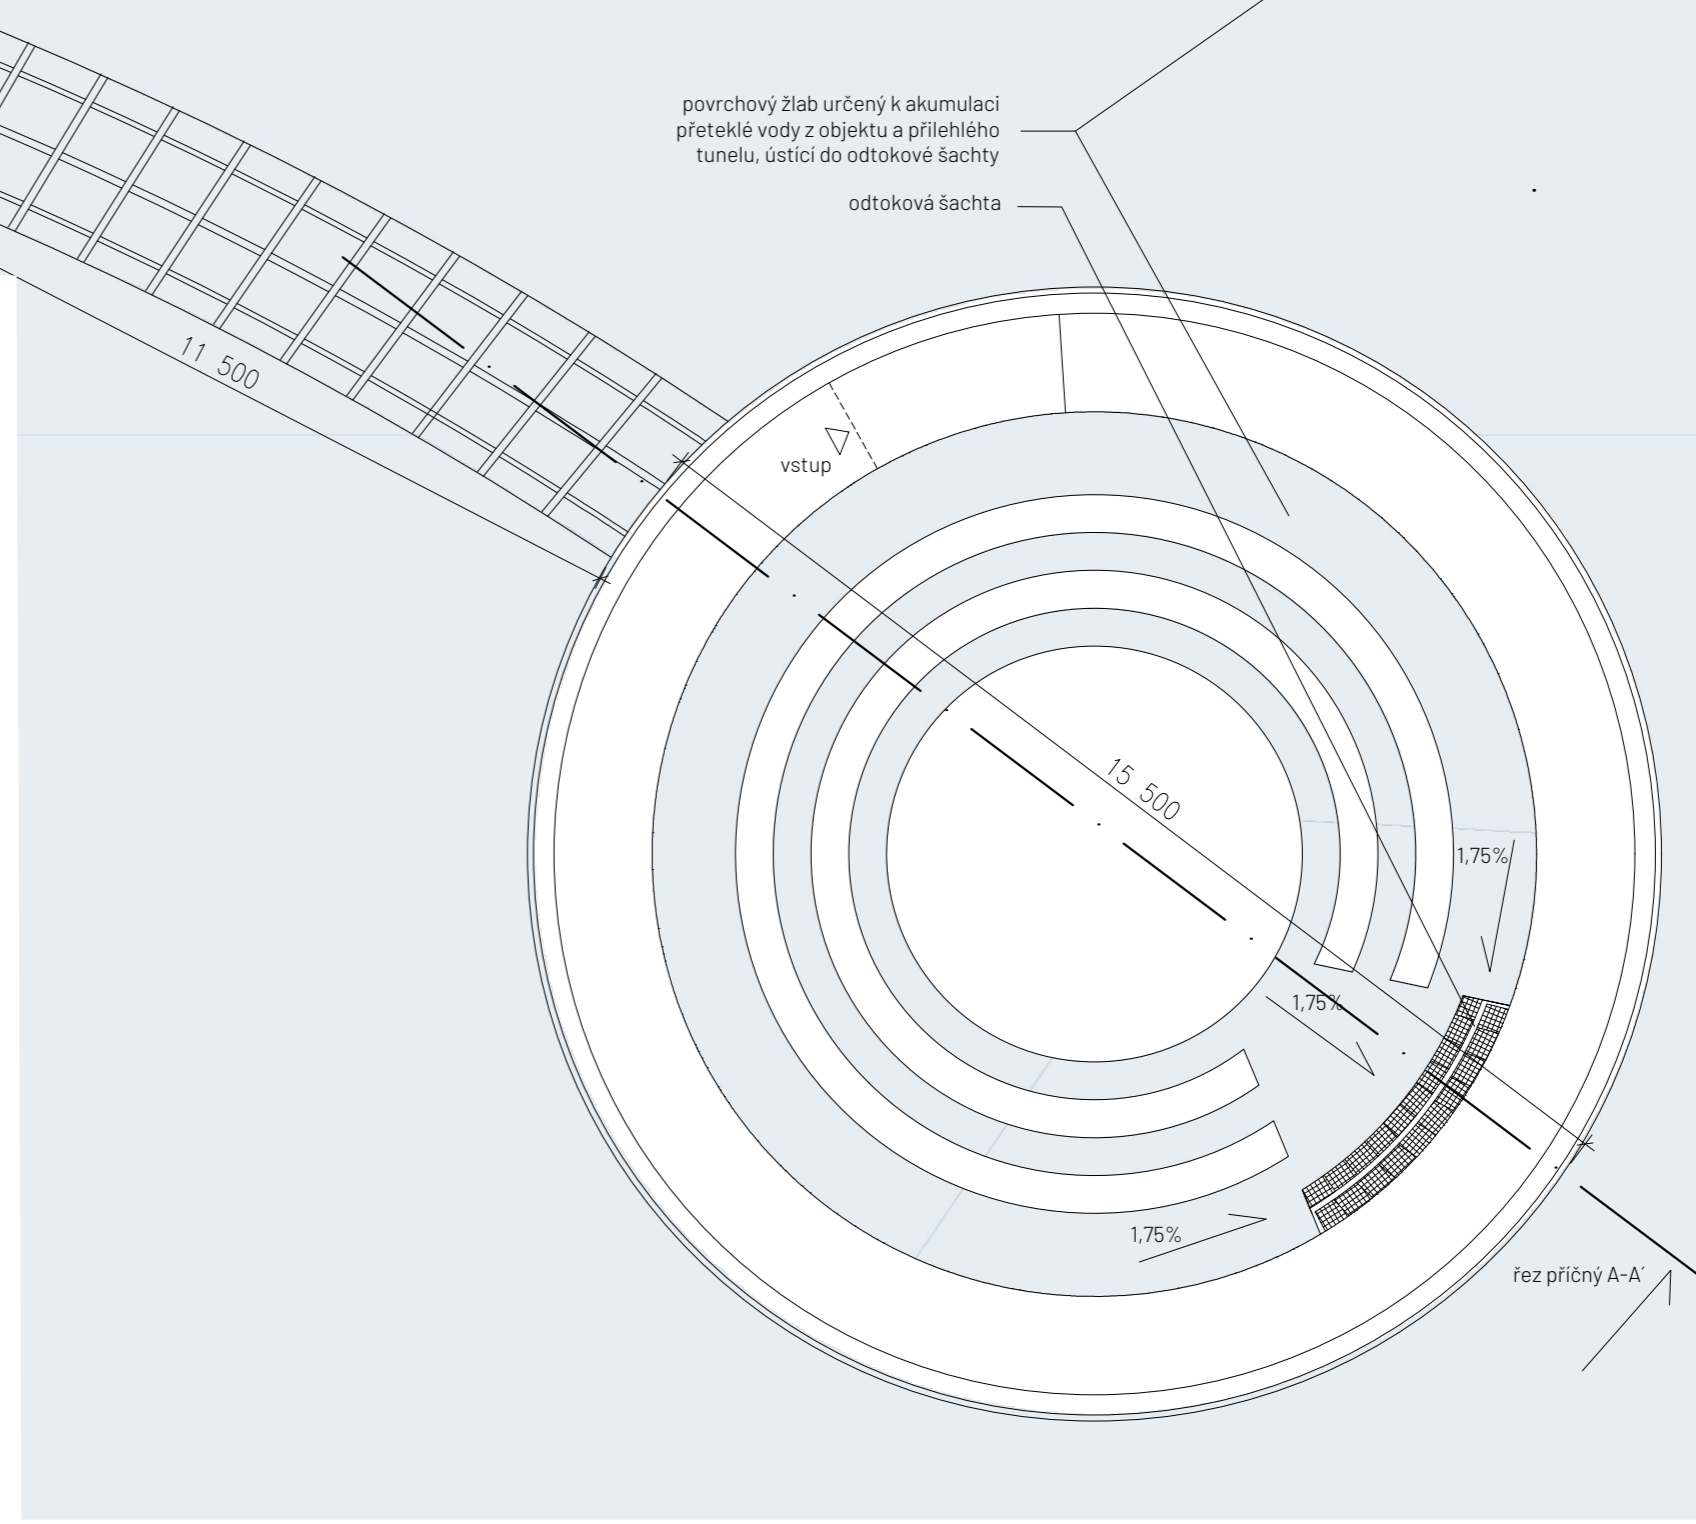 povrchový žlab určený k akumulaci
přeteklé vody z objektu a přilehlého
tunelu, ústící do odtokové šachty
odtoková šachta
11 500
vstup
15 500
1,75%
1,75%
1,75%
řez příčný A-A´